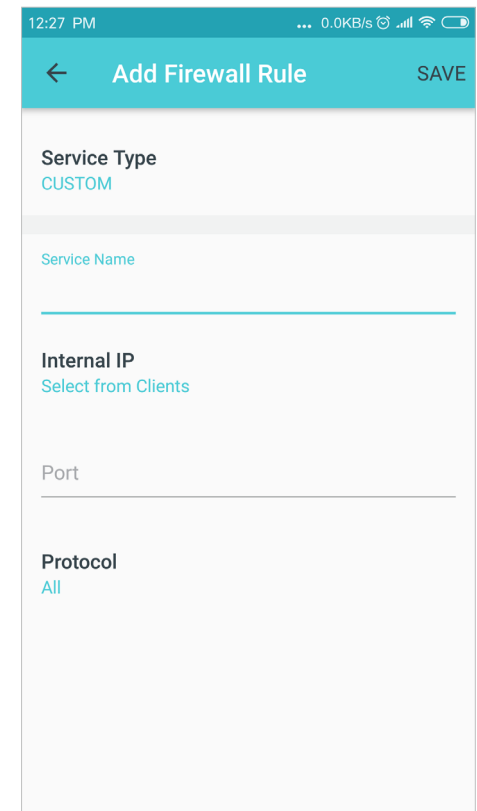 12:27 PM ... 0.0KB/s
Add Firewall Rule SAVE
Service Type
CUSTOM
Service Name
Internal IP
Select from Clients
Port
Protocol
All